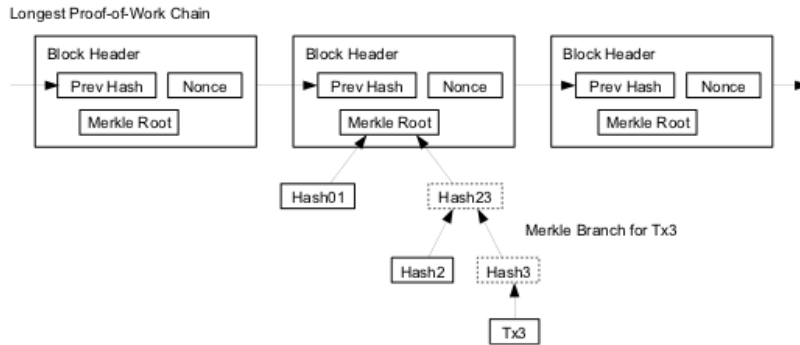 Longest Proof-of-Work Chain
Block Header
Prev Hash
Nonce
Merkle Root
Block Header
Prev Hash
Nonce
Merkle Root
Block Header
Prev Hash
Nonce
Merkle Root
Hash01
Hash23
Merkle Branch for Tx3
Hash2
Hash3
Tx3